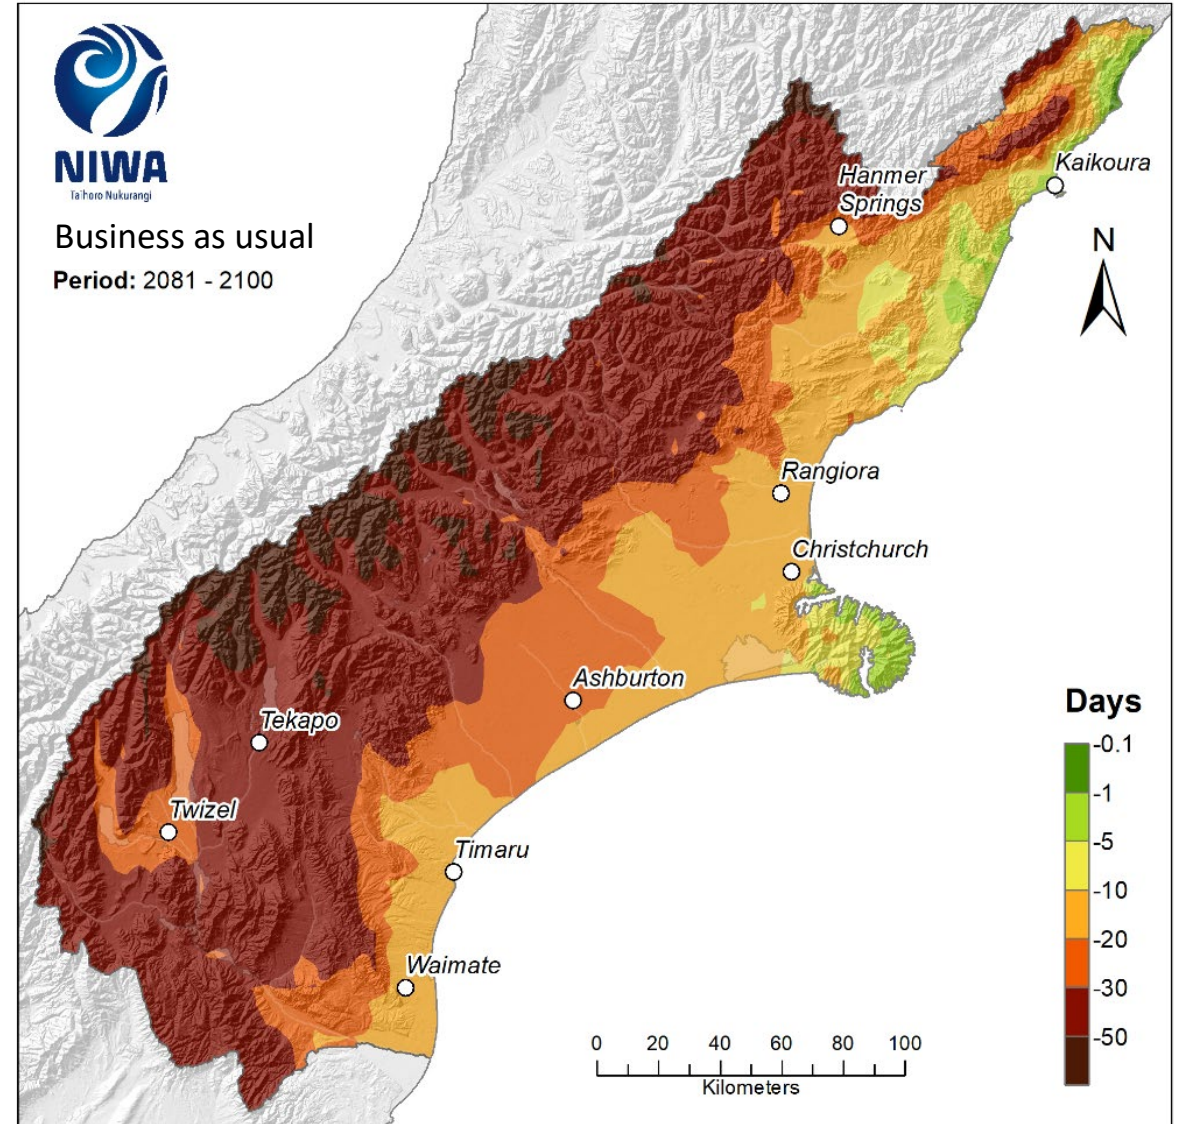 NIWA
Taihoro Nukurangi
Business as usual
Period: 2081 - 2100
Kaikoura
Hanmer
Springs
N
Rangiora
Christchurch
Ashburton
Tekapo
Twizel
Timaru
Waimate
Days
-0.1
-1
-5
-10
-20
-30
-50
0 20 40 60 80 100
Kilometers